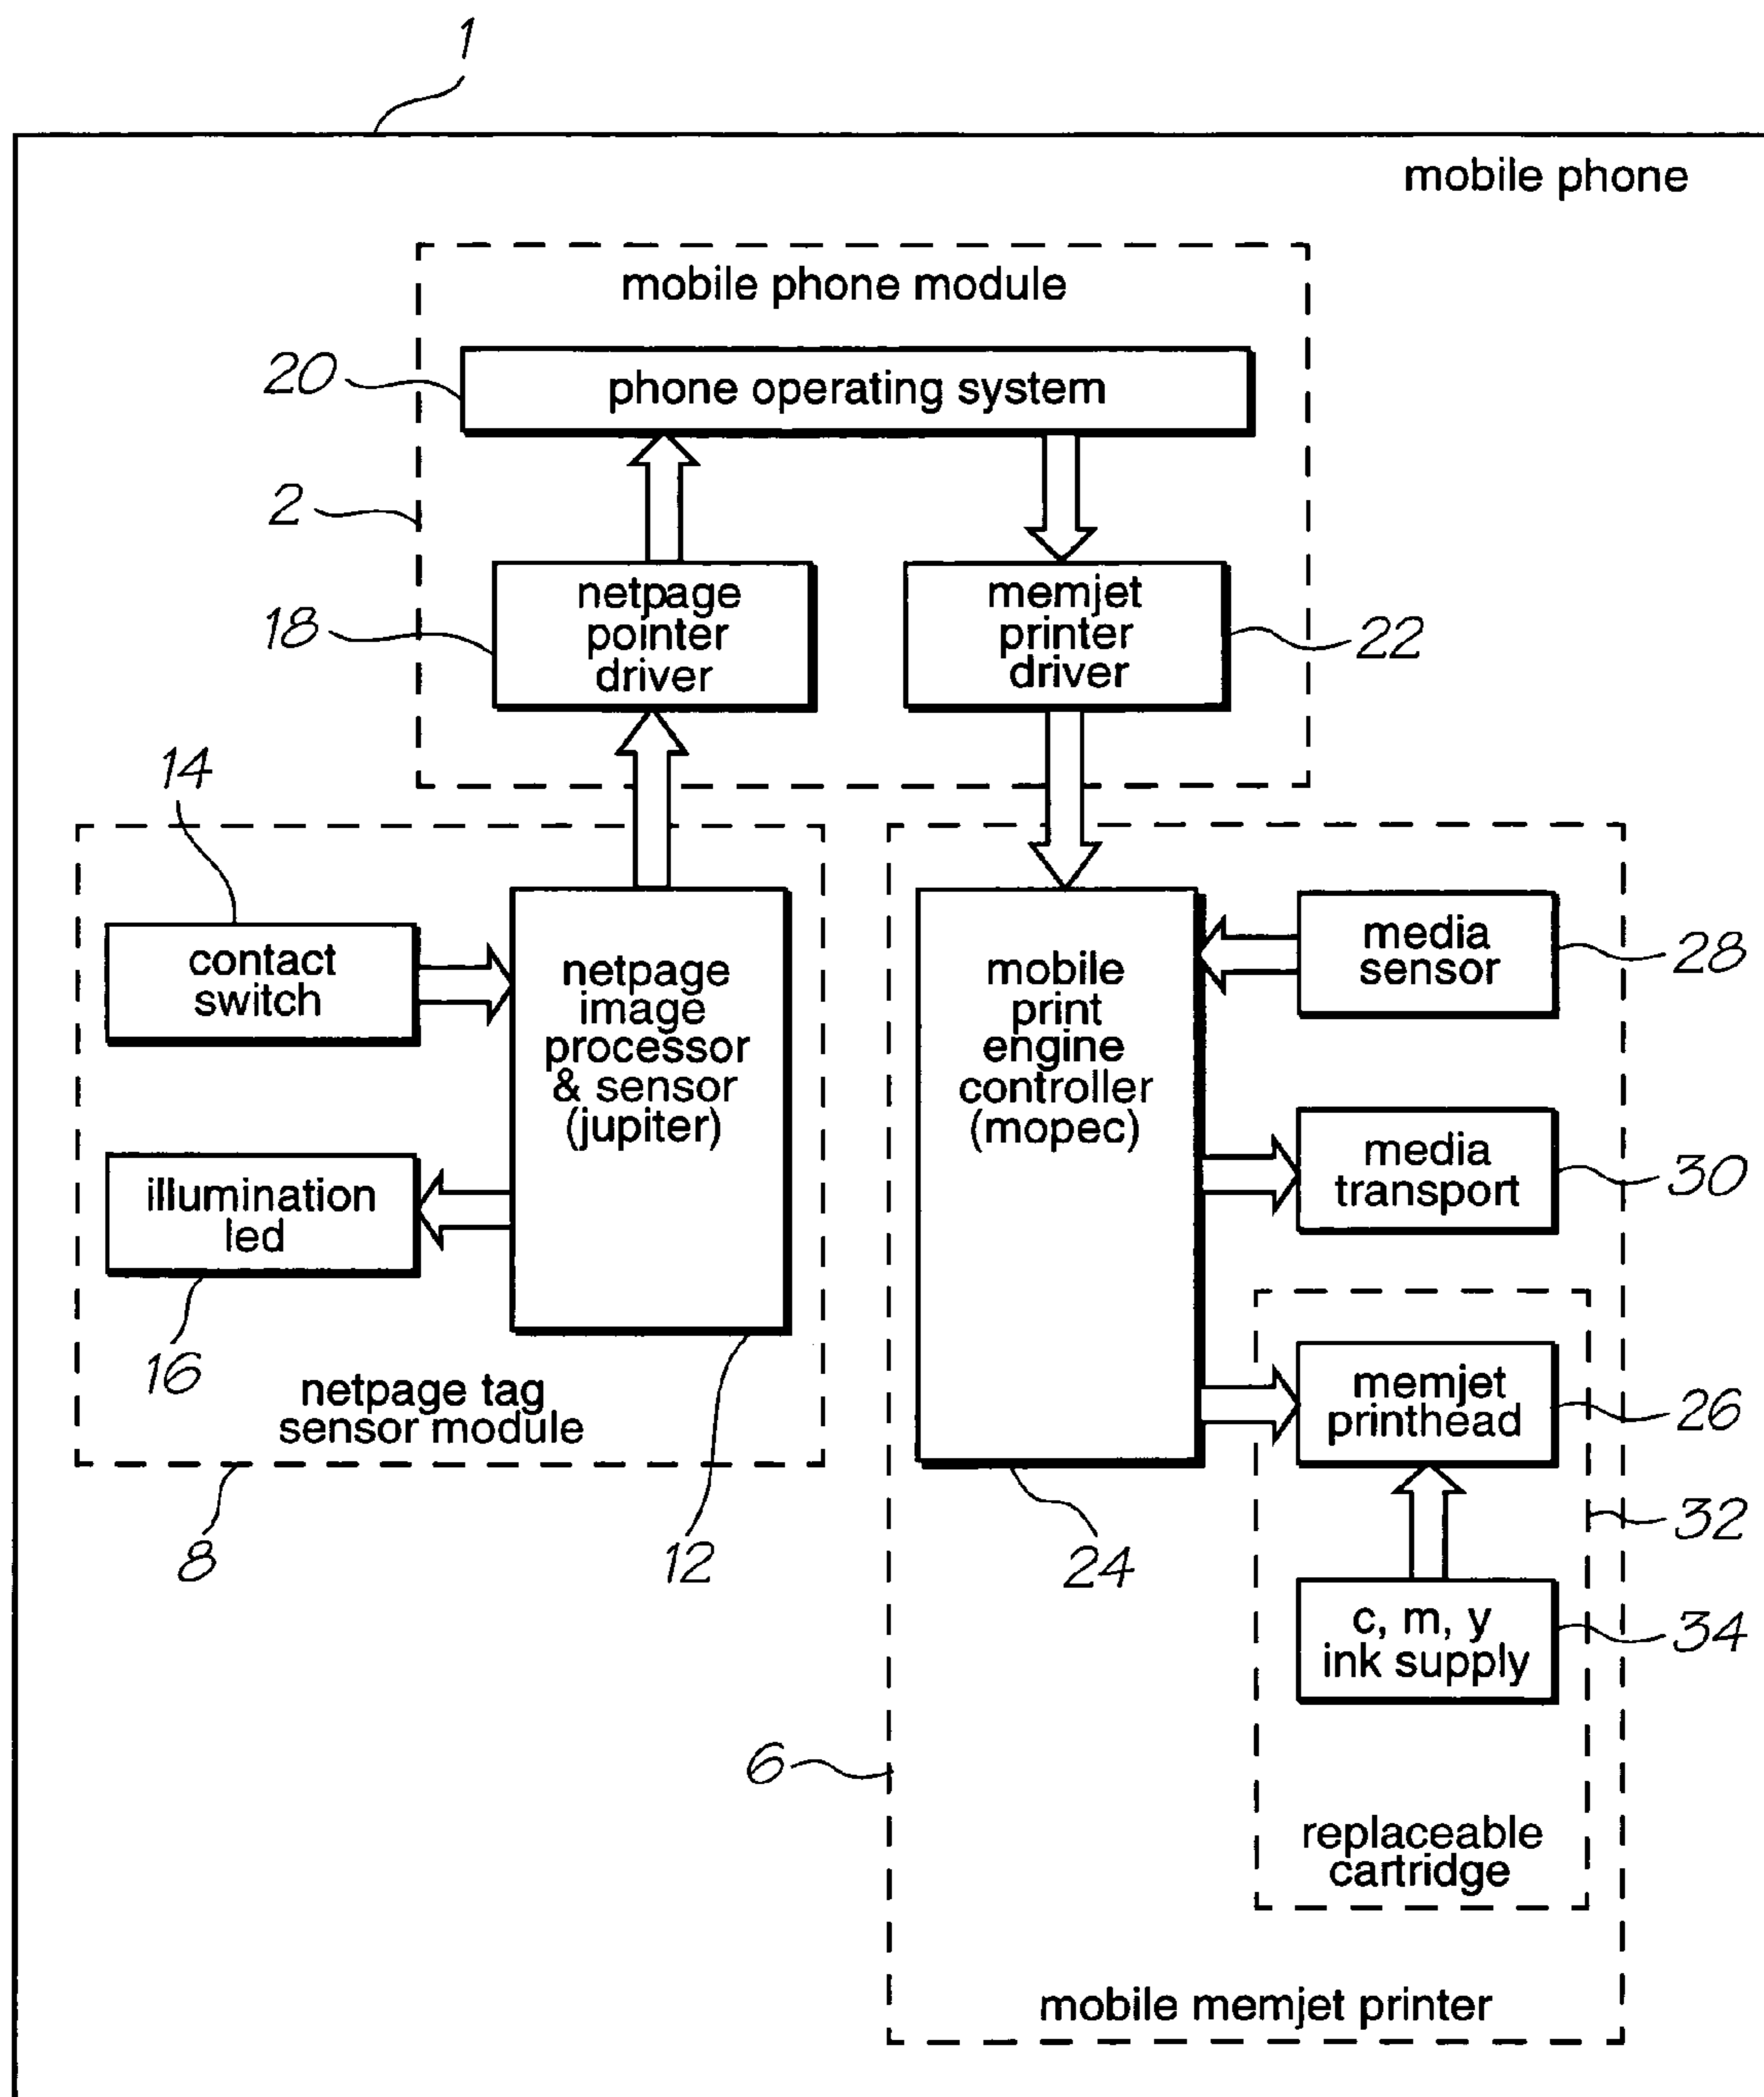 1
mobile phone
mobile phone module
20
phone operating system
2
18
netpage
pointer
driver
memjet
printer
driver
22
14
contact
switch
netpage
image
processor
& sensor
(jupiter)
illumination
led
16
netpage tag
sensor module
8
12
mobile
print
engine
controller
(mopec)
media
sensor
28
media
transport
30
memjet
printhead
26
32
24
c, m, y
ink supply
34
6
replaceable
cartridge
mobile memjet printer